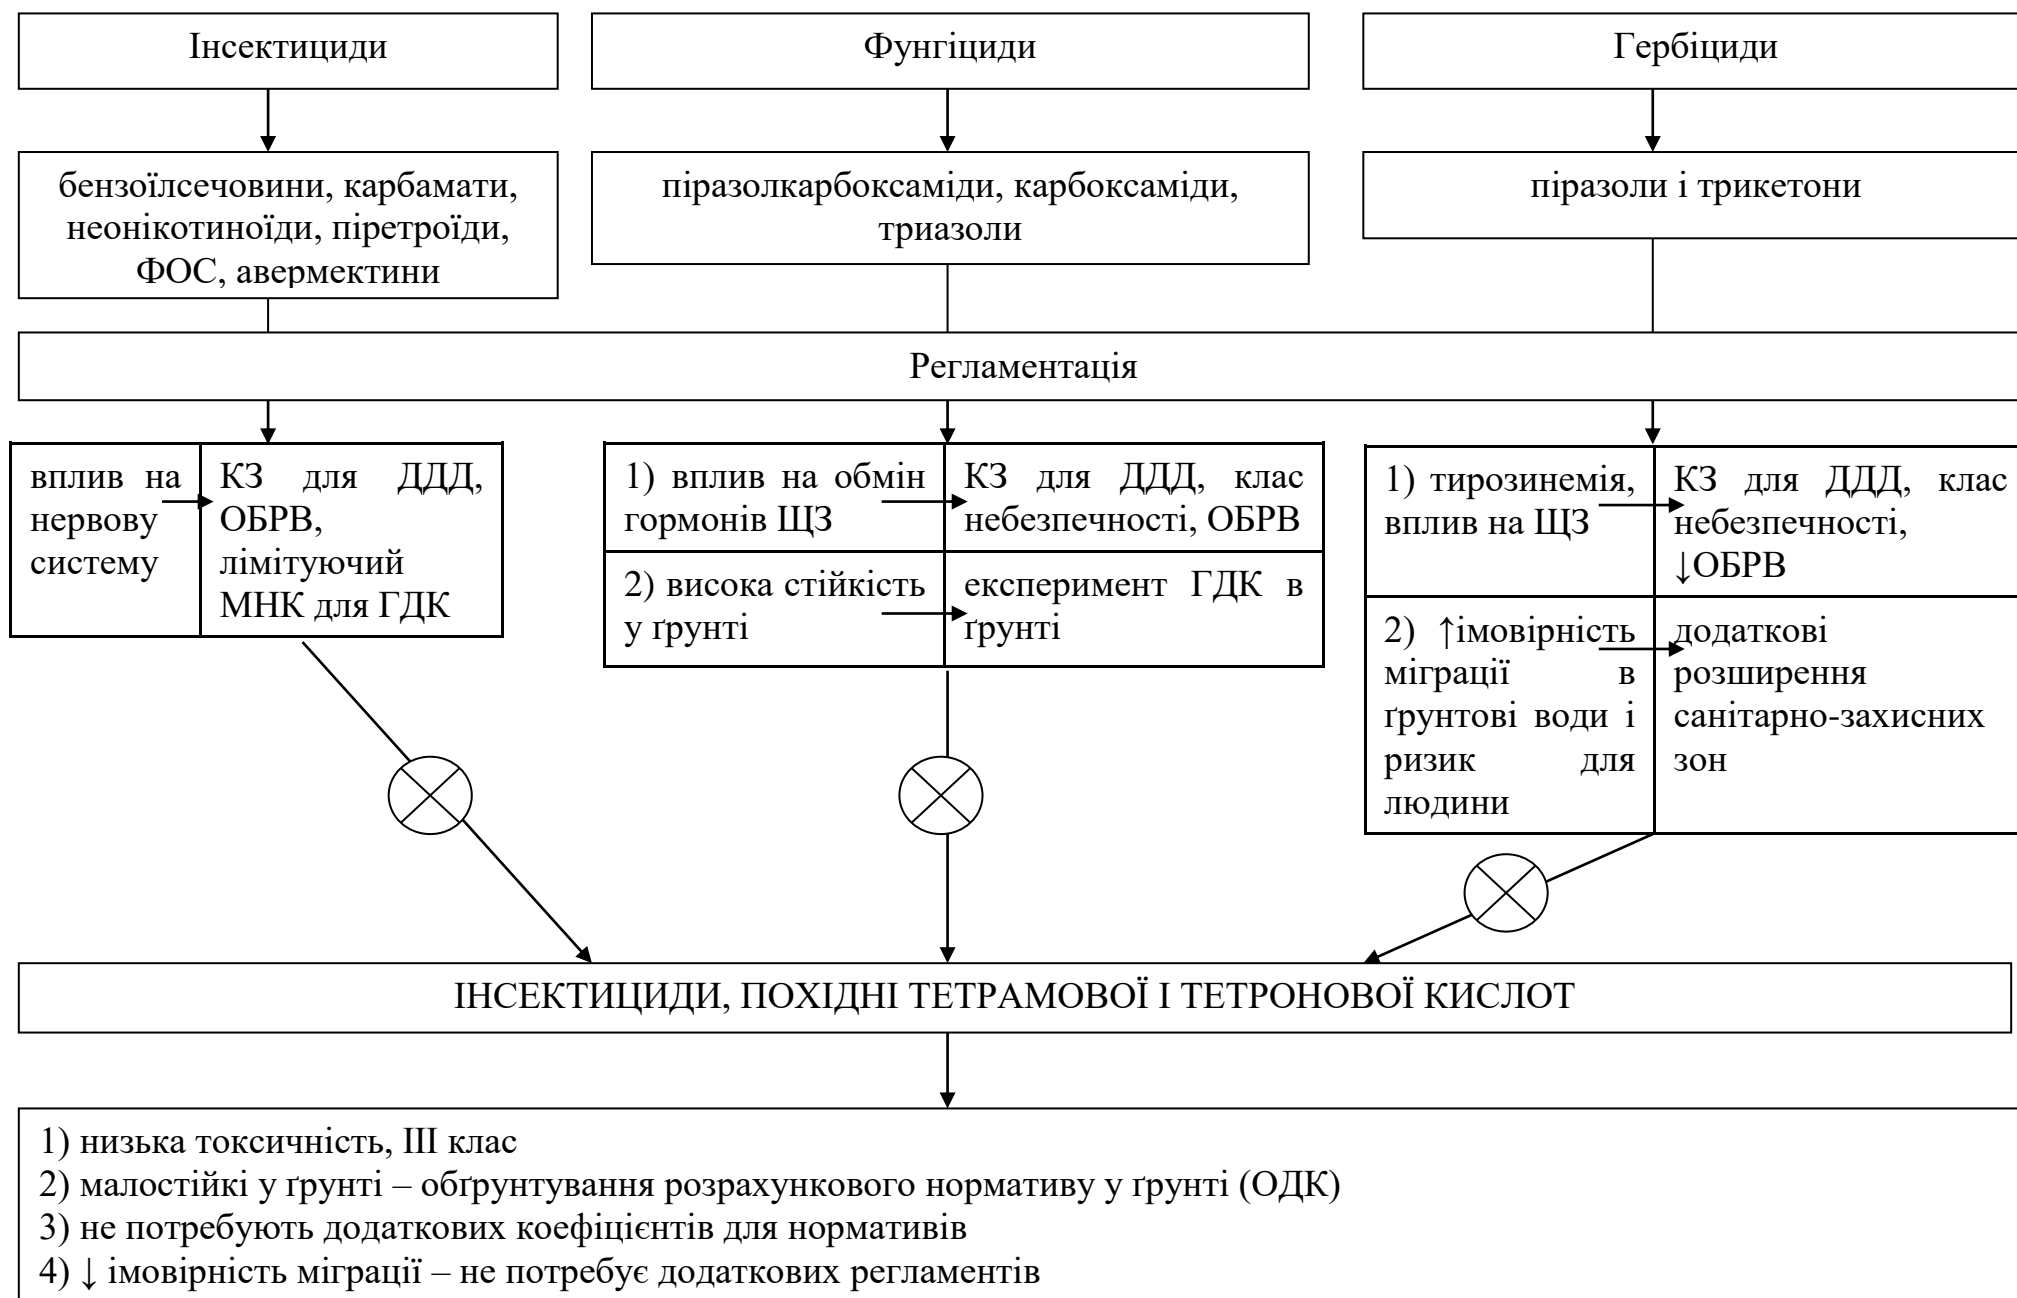 Інсектициди
Фунгіциди
Гербіциди
бензоїлсечовини, карбамати,
неонікотиноїди, піретроїди,
ФОС, авермектини
піразолкарбоксаміди, карбоксаміди,
триазоли
піразоли і трикетони
Регламентація
вплив на
нервову
систему
КЗ для ДДД,
ОБРВ,
лімітуючий
МНК для ГДК
1) вплив на обмін
гормонів ЩЗ
КЗ для ДДД, клас
небезпечності, ОБРВ
2) висока стійкість
у ґрунті
експеримент ГДК в
ґрунті
1) тирозинемія,
вплив на ЩЗ
КЗ для ДДД, клас
небезпечності,
↓ОБРВ
2) ↑імовірність
міграції в
ґрунтові води і
ризик для
людини
додаткові
розширення
санітарно-захисних
зон
ІНСЕКТИЦИДИ, ПОХІДНІ ТЕТРАМОВОЇ І ТЕТРОНОВОЇ КИСЛОТ
1) низька токсичність, ІІІ клас
2) малостійкі у ґрунті – обґрунтування розрахункового нормативу у ґрунті (ОДК)
3) не потребують додаткових коефіцієнтів для нормативів
4) ↓ імовірність міграції – не потребує додаткових регламентів